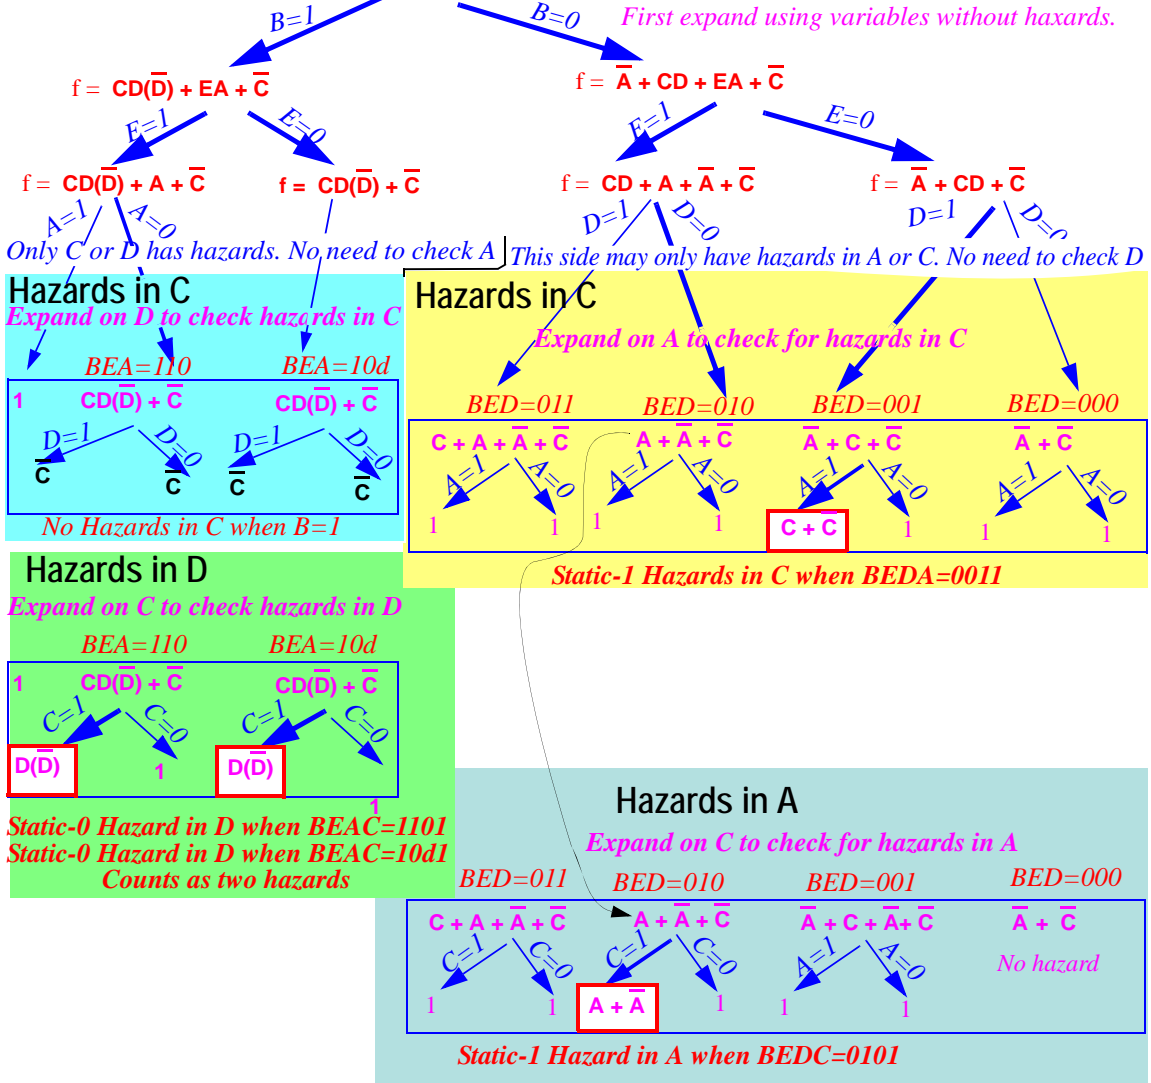 B=1
B=0
First expand using variables without haxards.
f = CD(D̅) + EA + C̅
f = A̅ + CD + EA + C̅
E=1
E=0
E=1
E=0
f = CD(D̅) + A + C̅
f = CD(D̅) + C̅
f = CD + A + A̅ + C̅
f = A̅ + CD + C̅
A=1
A=0
D=1
D=0
D=1
D=0
Only C or D has hazards. No need to check A
This side may only have hazards in A or C. No need to check D
Hazards in C
Expand on D to check hazards in C
BEA=110
BEA=10d
1
CD(D̅) + C̅
CD(D̅) + C̅
D=1
D=0
D=1
D=0
C̅
C̅
C̅
C̅
No Hazards in C when B=1
Hazards in C
Expand on A to check for hazards in C
BED=011
BED=010
BED=001
BED=000
C + A + A̅ + C̅
A + A̅ + C̅
A̅ + C + C̅
A̅ + C̅
A=1
A=0
A=1
A=0
A=1
A=0
A=1
A=0
1
1
1
1
C + C̅
1
1
1
Static-1 Hazards in C when BEDA=0011
Hazards in D
Expand on C to check hazards in D
BEA=110
BEA=10d
1
CD(D̅) + C̅
CD(D̅) + C̅
C=1
C=0
C=1
C=0
D(D̅)
1
D(D̅)
1
Static-0 Hazard in D when BEAC=1101
Static-0 Hazard in D when BEAC=10d1
Counts as two hazards
Hazards in A
Expand on C to check for hazards in A
BED=011
BED=010
BED=001
BED=000
C + A + A̅ + C̅
A + A̅ + C̅
A̅ + C + A̅+ C̅
A̅ + C̅
C=1
C=0
C=1
C=0
A=1
A=0
No hazard
1
1
A + A̅
1
1
1
Static-1 Hazard in A when BEDC=0101